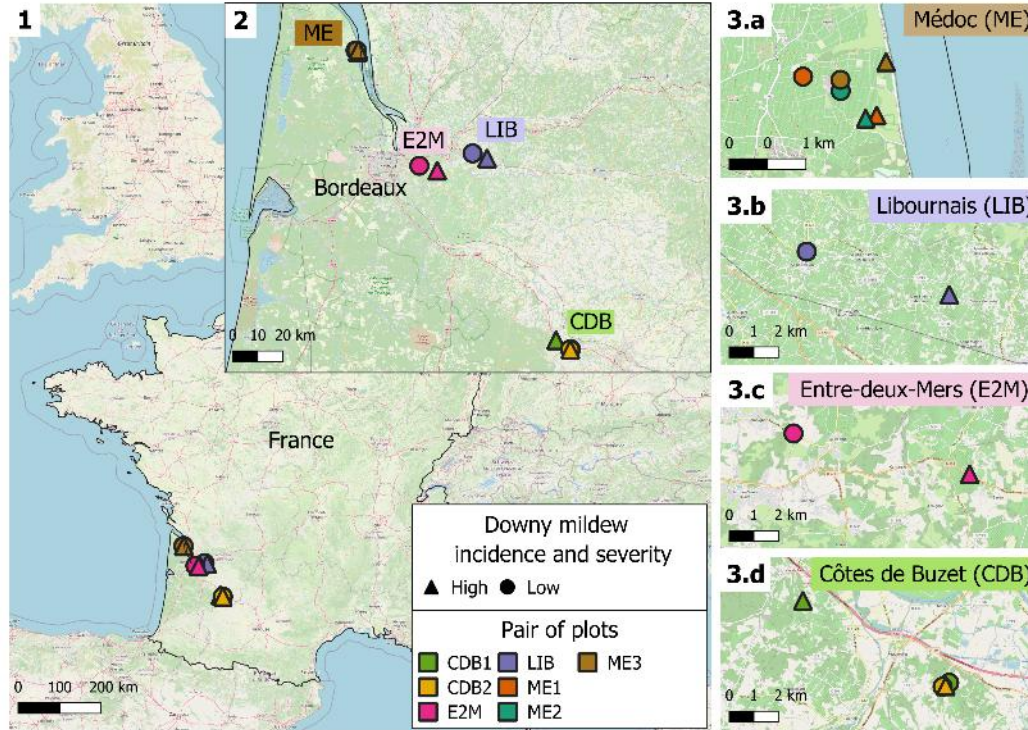 1
2
ME
E2M
LIB
Bordeaux
CDB
0 10 20 km
France
0 100 200 km
Downy mildew
incidence and severity
High Low
Pair of plots
CDB1 LIB ME3
CDB2 ME1
E2M ME2
3.a
Médoc (ME)
0 0 1 km
3.b
Libournais (LIB)
0 1 2 km
3.c
Entre-deux-Mers (E2M)
0 1 2 km
3.d
Côtes de Buzet (CDB)
0 1 2 km